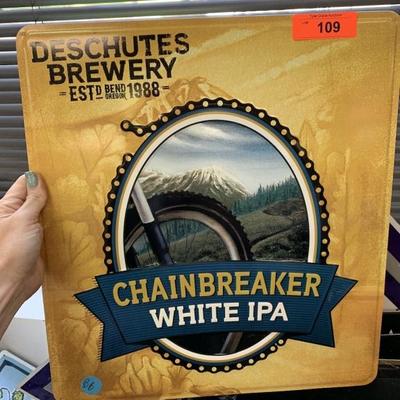 DESCHUTES
BREWERY
ESTD BEND OREGON 1988
109
CHAINBREAKER
WHITE IPA